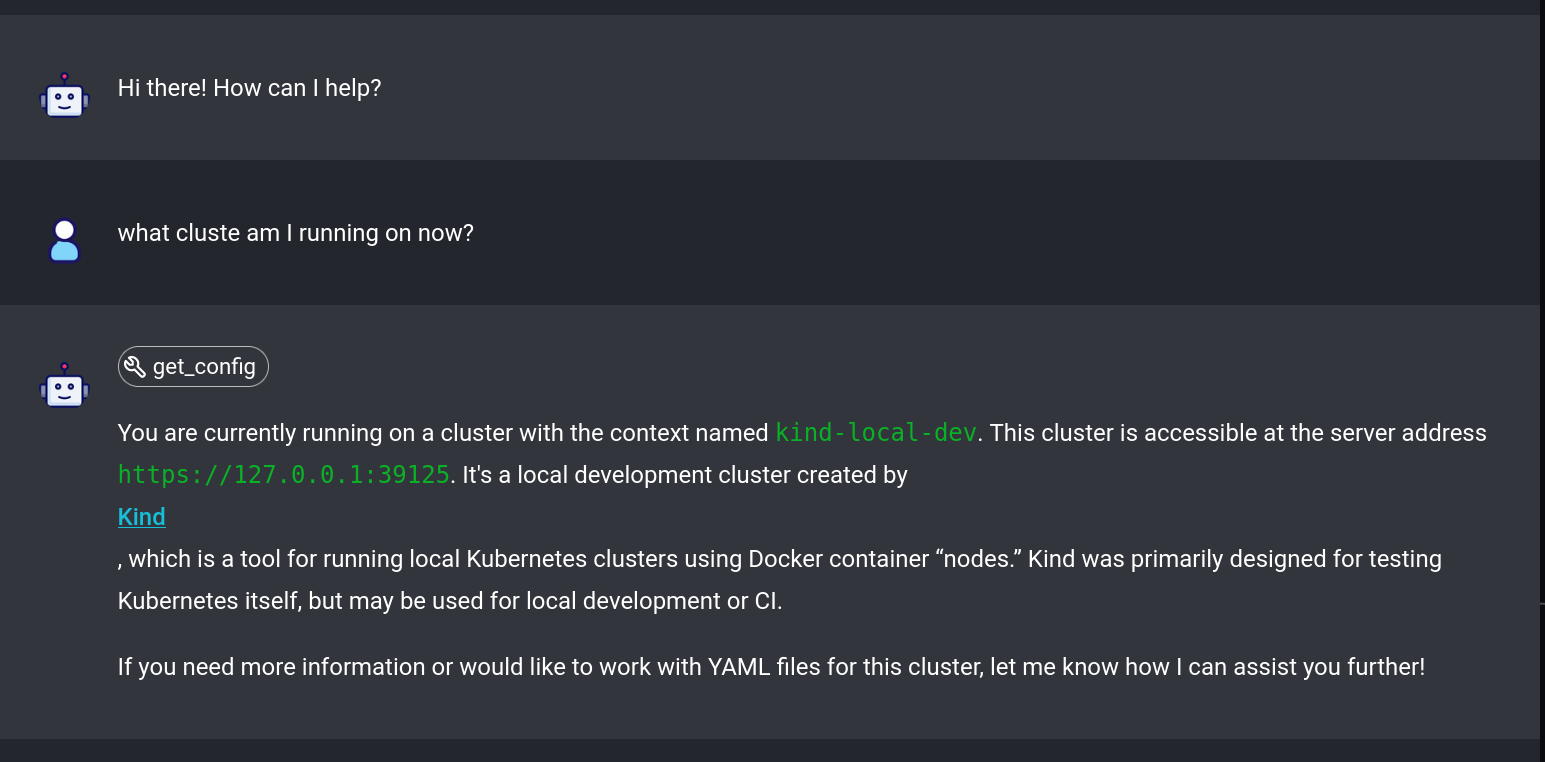 Hi there! How can I help?
what cluste am I running on now?
get_config
You are currently running on a cluster with the context named kind-local-dev. This cluster is accessible at the server address
https://127.0.0.1:39125. It's a local development cluster created by
Kind
, which is a tool for running local Kubernetes clusters using Docker container “nodes.” Kind was primarily designed for testing
Kubernetes itself, but may be used for local development or CI.
If you need more information or would like to work with YAML files for this cluster, let me know how I can assist you further!